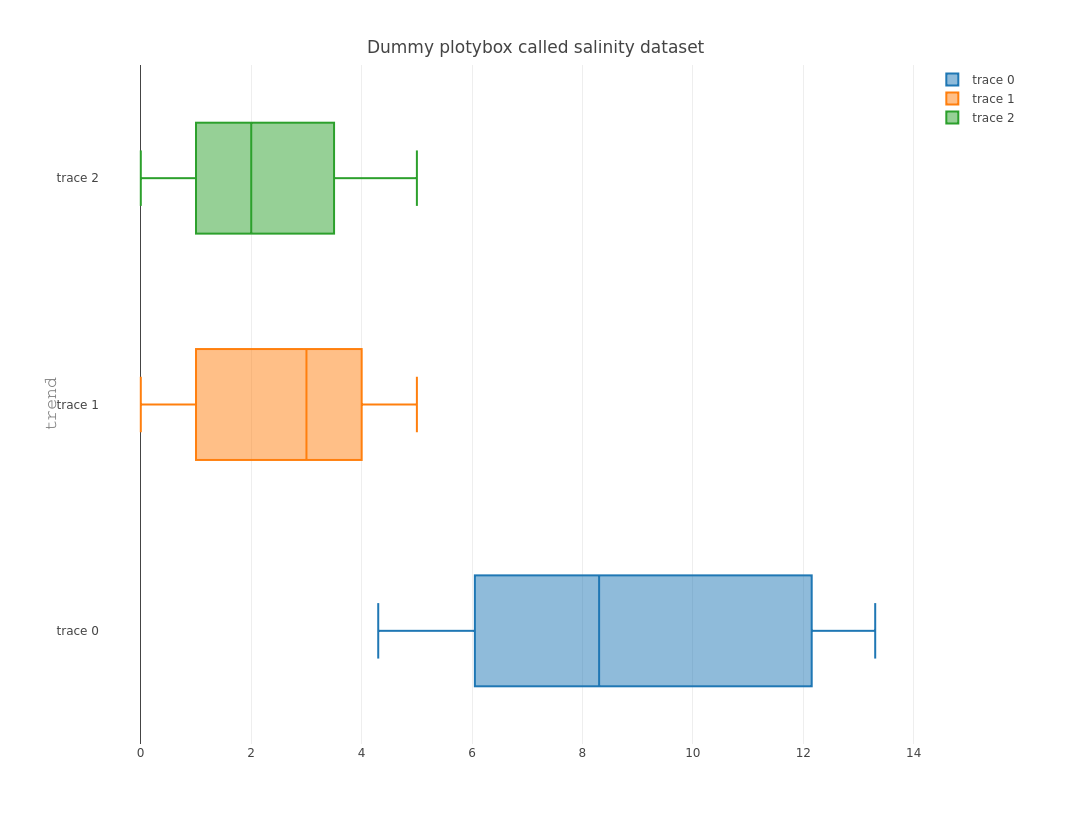 Dummy plotybox called salinity dataset
trace 0
trace 1
trace 2
trace 2
trend
trace 1
trace 0
0 2 4 6 8 10 12 14